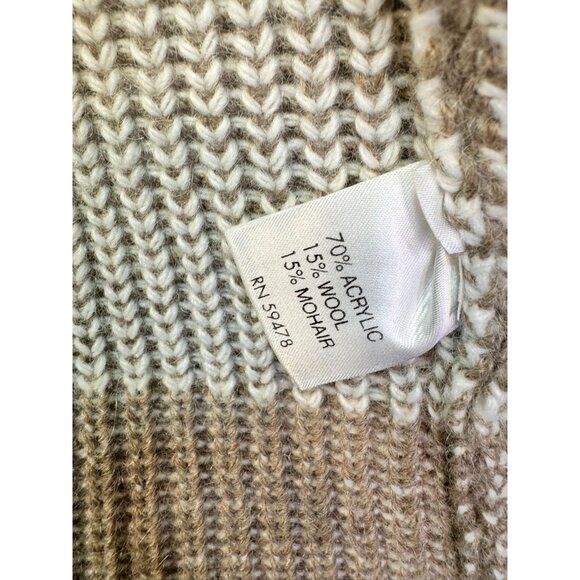 70% ACRYLIC
15% WOOL
15% MOHAIR
RN 59478